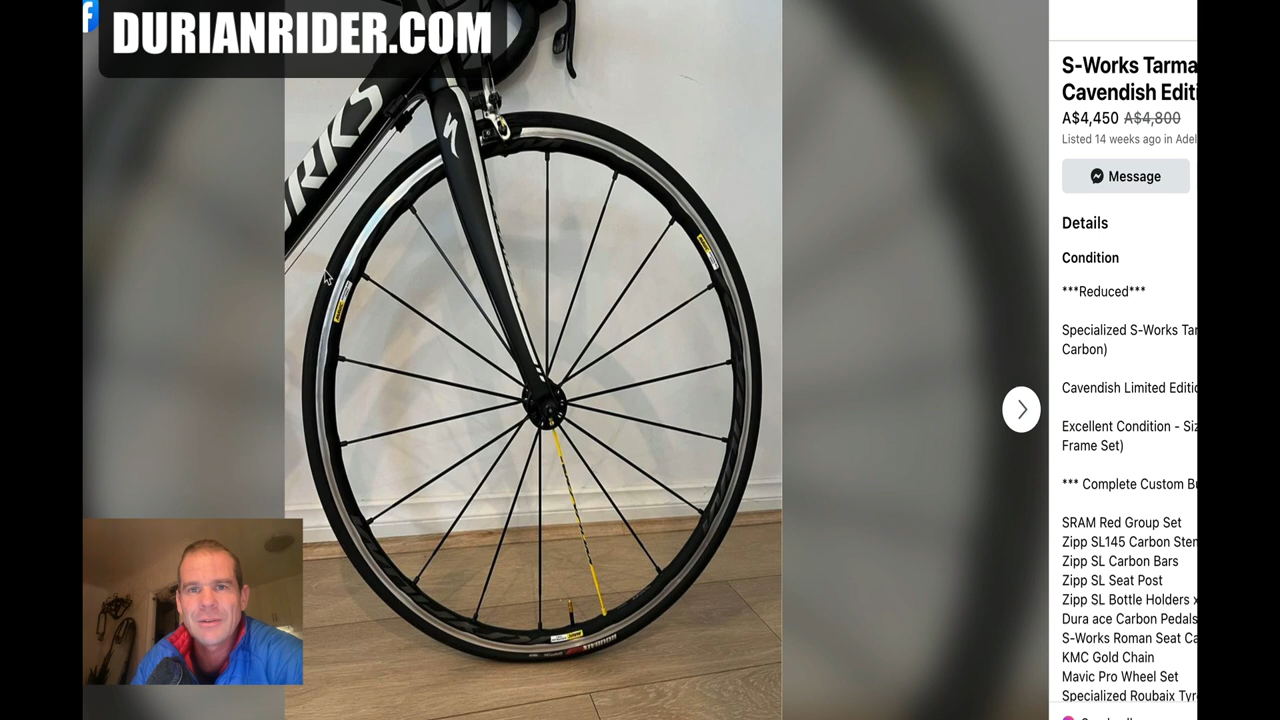 f
DURIANRIDER.COM
S-Works Tarma
Cavendish Editi
A$4,450 A$4,800
Listed 14 weeks ago in Adel
Message
Details
Condition
***Reduced***
Specialized S-Works Tar
Carbon)
Cavendish Limited Editio
Excellent Condition - Siz
Frame Set)
*** Complete Custom Bu
SRAM Red Group Set
Zipp SL145 Carbon Sten
Zipp SL Carbon Bars
Zipp SL Seat Post
Zipp SL Bottle Holders x
Dura ace Carbon Pedals
S-Works Roman Seat Ca
KMC Gold Chain
Mavic Pro Wheel Set
Specialized Roubaix Tyr
ORKS